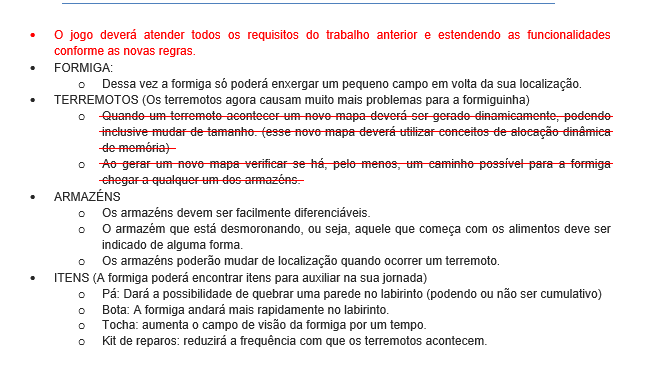 • O jogo deverá atender todos os requisitos do trabalho anterior e estendendo as funcionalidades
conforme as novas regras.
• FORMIGA:
o Dessa vez a formiga só poderá enxergar um pequeno campo em volta da sua localização.
• TERREMOTOS (Os terremotos agora causam muito mais problemas para a formiguinha)
o Quando um terremoto acontecer um novo mapa deverá ser gerado dinamicamente, podendo
inclusive mudar de tamanho. (esse novo mapa deverá utilizar conceitos de alocação dinâmica
de memória)
o Ao gerar um novo mapa verificar se há, pelo menos, um caminho possível para a formiga
chegar a qualquer um dos armazéns.
• ARMAZÉNS
o Os armazéns devem ser facilmente diferenciáveis.
o O armazém que está desmoronando, ou seja, aquele que começa com os alimentos deve ser
indicado de alguma forma.
o Os armazéns poderão mudar de localização quando ocorrer um terremoto.
• ITENS (A formiga poderá encontrar itens para auxiliar na sua jornada)
o Pá: Dará a possibilidade de quebrar uma parede no labirinto (podendo ou não ser cumulativo)
o Bota: A formiga andará mais rapidamente no labirinto.
o Tocha: aumenta o campo de visão da formiga por um tempo.
o Kit de reparos: reduzirá a frequência com que os terremotos acontecem.